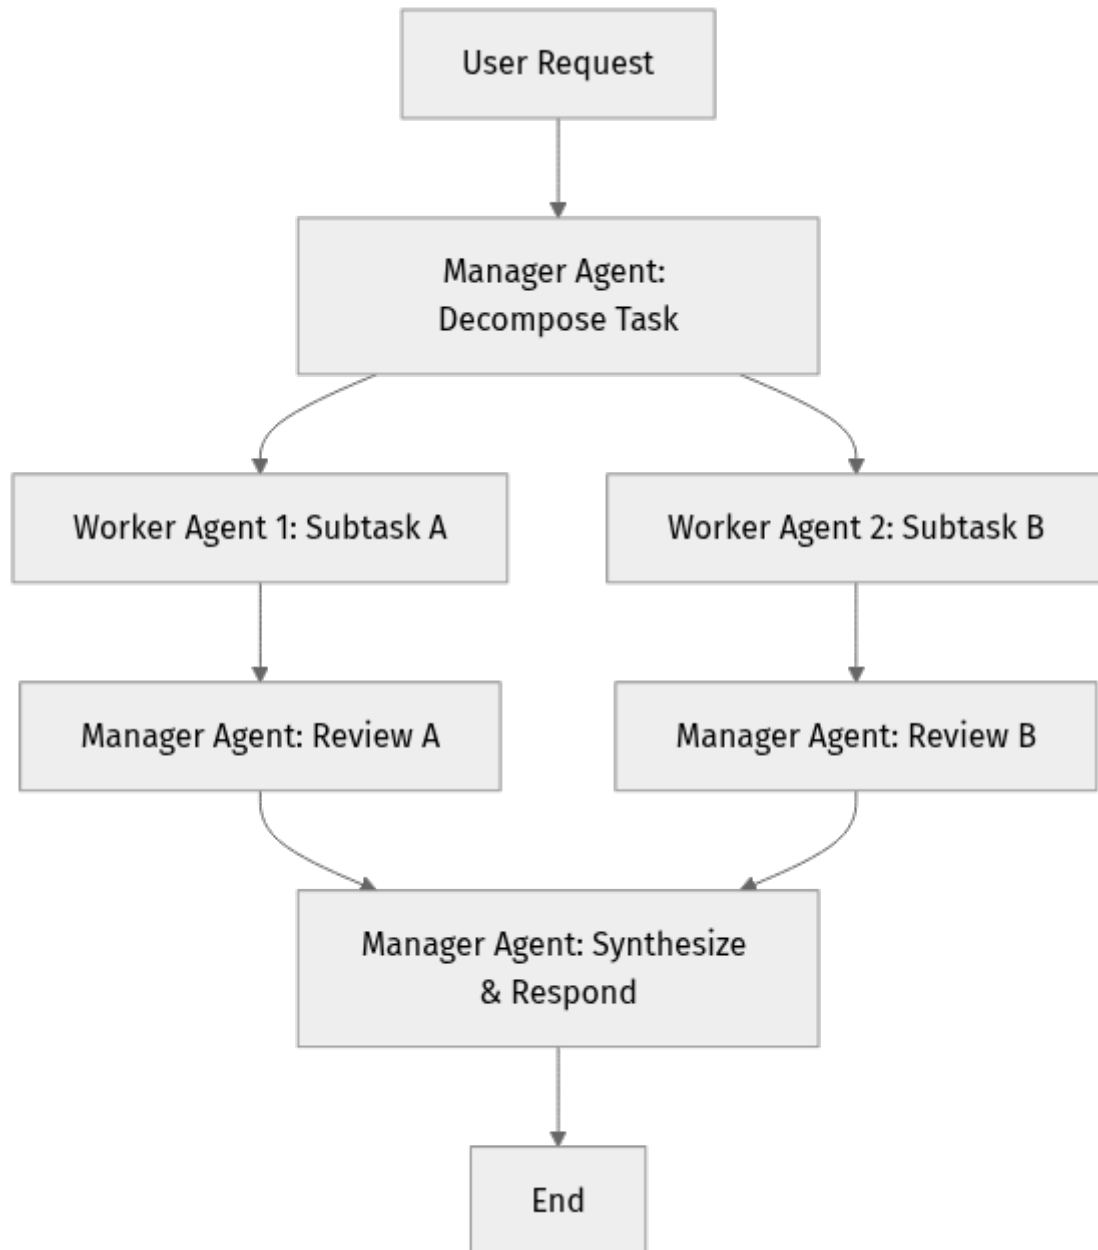 User Request
Manager Agent:
Decompose Task
Worker Agent 1: Subtask A
Worker Agent 2: Subtask B
Manager Agent: Review A
Manager Agent: Review B
Manager Agent: Synthesize
& Respond
End